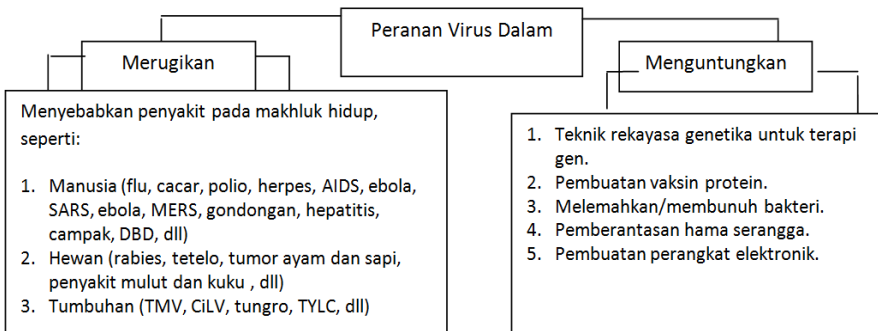 Peranan Virus Dalam
Merugikan
Menguntungkan
Menyebabkan penyakit pada makhluk hidup,
seperti:
1. Manusia (flu, cacar, polio, herpes, AIDS, ebola,
SARS, ebola, MERS, gondongan, hepatitis,
campak, DBD, dll)
2. Hewan (rabies, tetelo, tumor ayam dan sapi,
penyakit mulut dan kuku , dll)
3. Tumbuhan (TMV, CiLV, tungro, TYLC, dll)
1. Teknik rekayasa genetika untuk terapi
gen.
2. Pembuatan vaksin protein.
3. Melemahkan/membunuh bakteri.
4. Pemberantasan hama serangga.
5. Pembuatan perangkat elektronik.